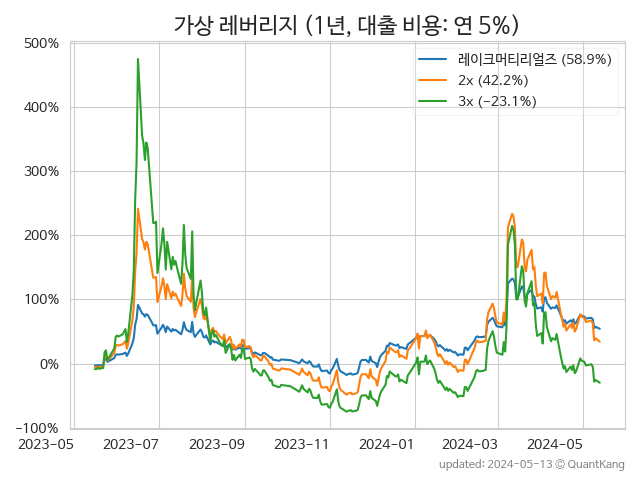 가상 레버리지 (1년, 대출 비용: 연 5%)
500%
400%
300%
200%
100%
0%
−100%
레이크머티리얼즈 (58.9%)
2x (42.2%)
3x (−23.1%)
2023-05 2023-07 2023-09 2023-11 2024-01 2024-03 2024-05
updated: 2024-05-13 © QuantKang